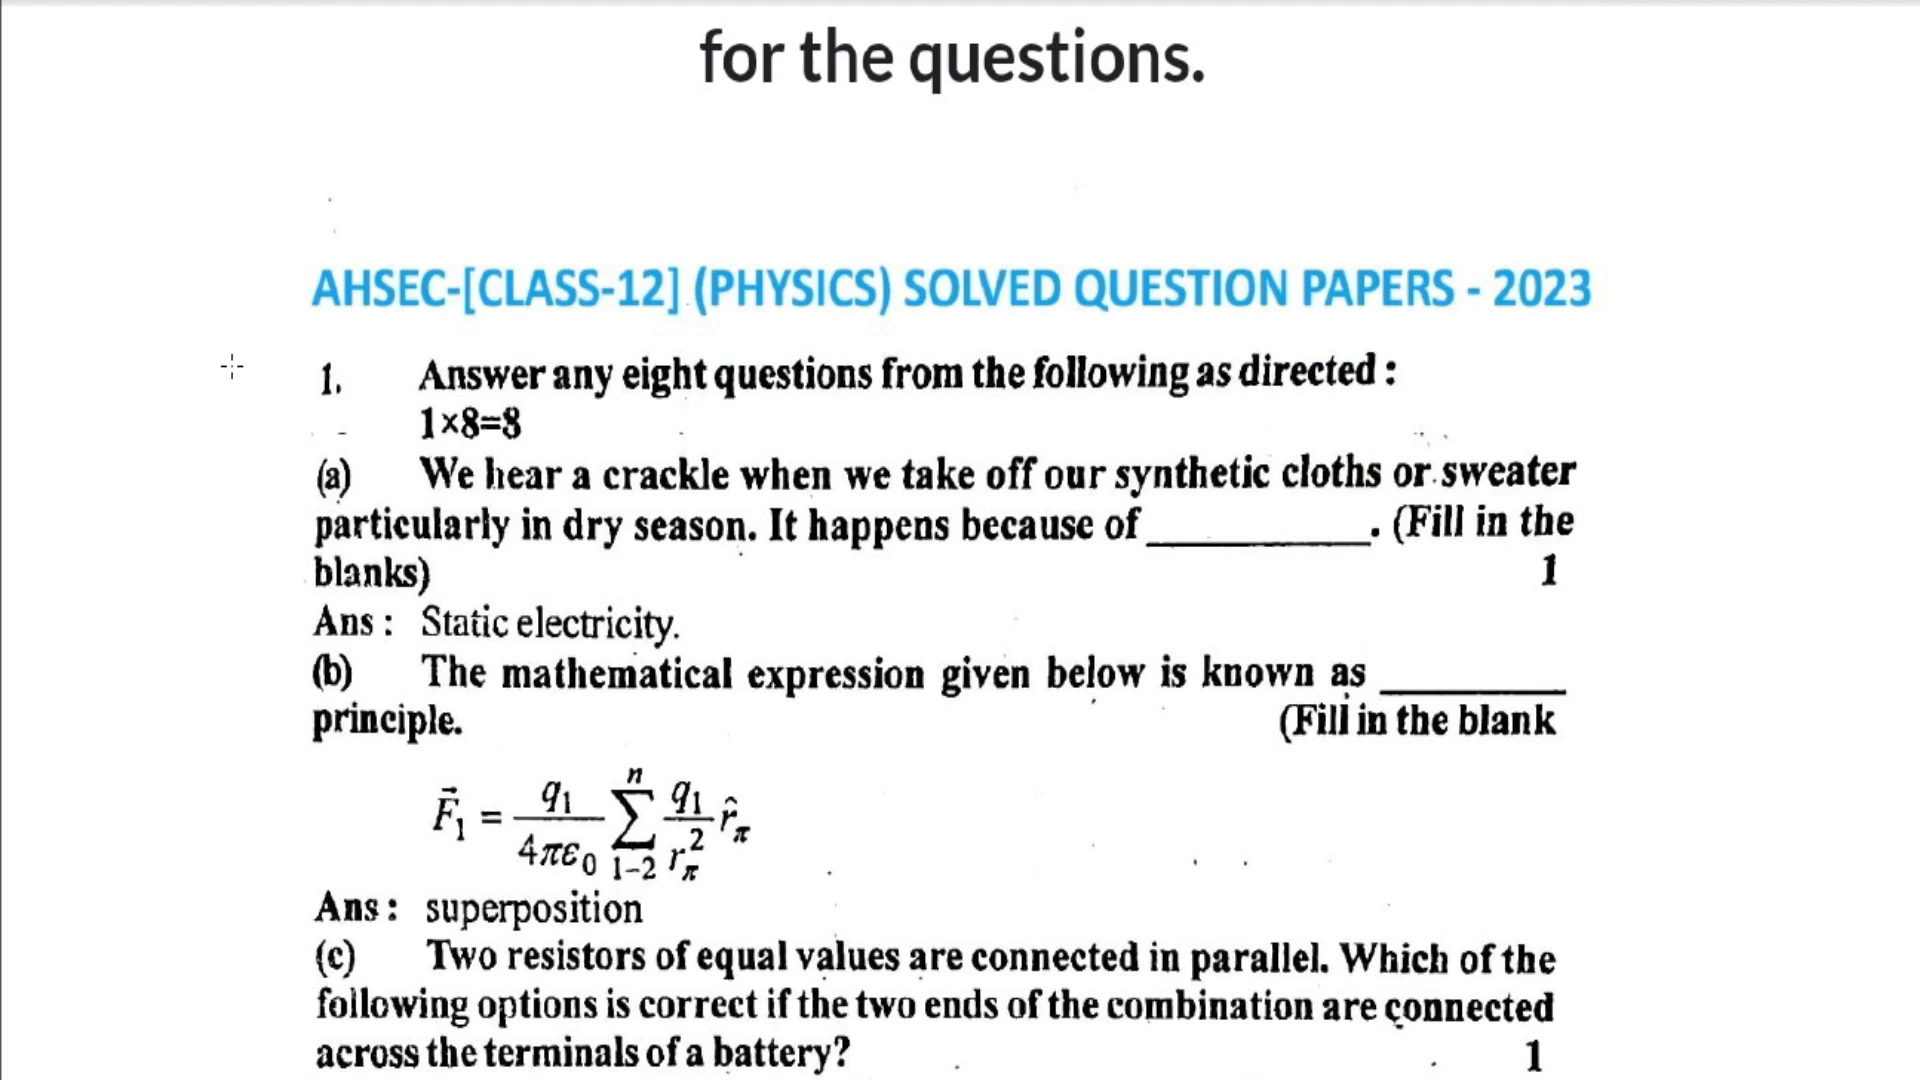 for the questions.
AHSEC-[CLASS-12] (PHYSICS) SOLVED QUESTION PAPERS - 2023
1. Answer any eight questions from the following as directed :
1×8=8
(a) We hear a crackle when we take off our synthetic cloths or sweater
particularly in dry season. It happens because of __________. (Fill in the
blanks) 1
Ans : Static electricity.
(b) The mathematical expression given below is known as ________
principle. (Fill in the blank
F⃗₁ = q₁/4πε₀ ∑ⁿ₁₋₂ q₁/r²π r̂π
Ans : superposition
(c) Two resistors of equal values are connected in parallel. Which of the
following options is correct if the two ends of the combination are connected
across the terminals of a battery? 1